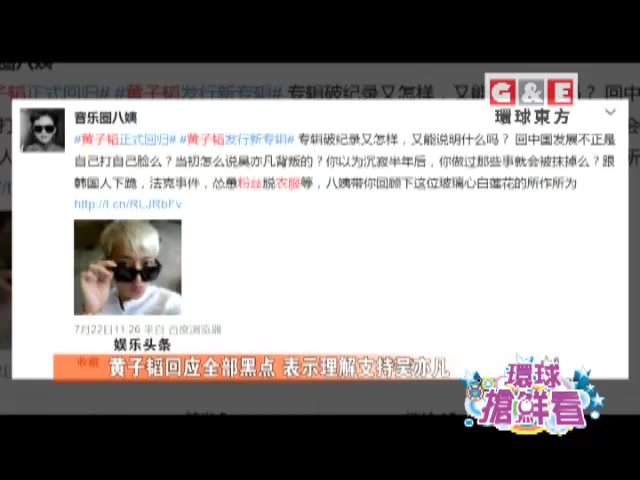 G&E
環球東方
音乐圈八姨
#黄子韬正式回归# #黄子韬发行新专辑# 专辑破纪录又怎样，又能说明什么吗？ 回中国发展不正是
自己打自己脸么？当初怎么说吴亦凡背叛的？你以为沉寂半年后，你做过那些事就会被抹掉么？跟
韩国人下跪，法克事件，怂恿粉丝脱衣服等，八姨带你回顾下这位玻璃心白莲花的所作所为
http://t.cn/RLJRbFv
7月22日11:26 来自 百度浏览器
收藏
娱乐头条
黄子韬回应全部黑点 表示理解支持吴亦凡
環球
搶鮮看